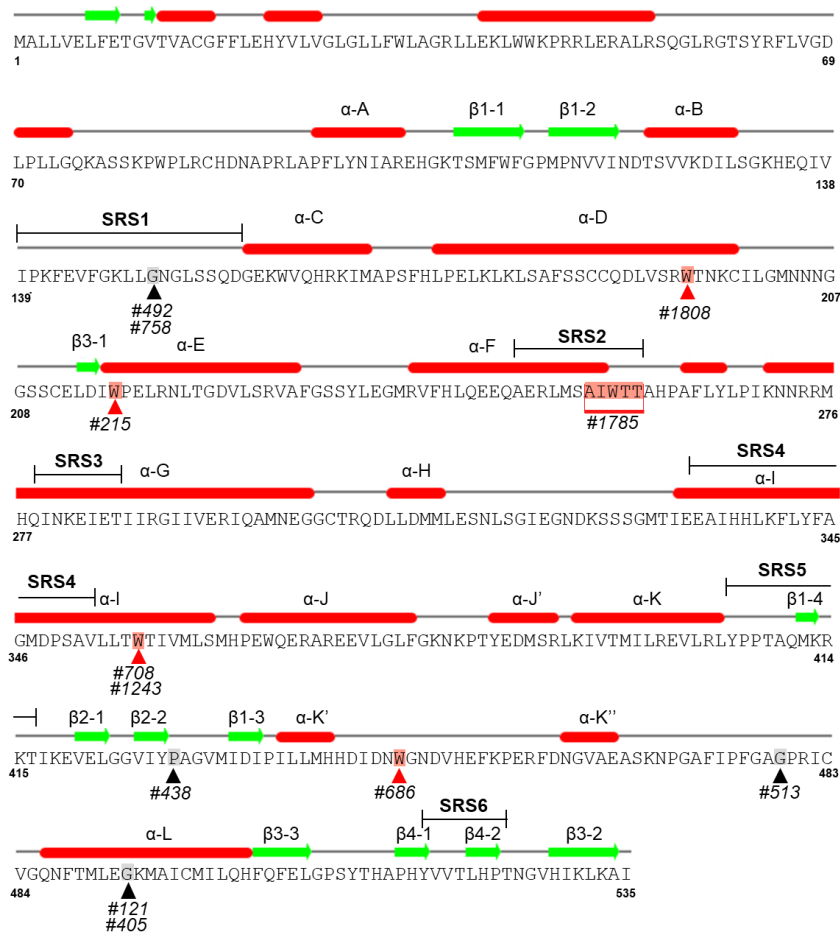 MALLVELFETGVTVACGFFLEHYVLVGLGLLFWLAGRLLEKLWWKPRRLERALRSQGLRGTSYRFLVGD
1 69
α-A β1-1 β1-2 α-B
LPLLGQKASSKPWPLRCHDNAPRLAPFLYNIAREHGKTSMFWFGPMPNVVINDTSVVKDILSGKHEQIV
70 138
SRS1 α-C α-D
IPKFEVFGKLLGNGLSSQDGEKWVQHRKIMAPSFHLPELKLKLSAFSSCCQDLVSRWTNKCILGMNNNG
139 207
#492 #1808
#758
β3-1 α-E α-F SRS2
GSSCELDIWPELRNLTGDVLSRVAFGSSYLEGMRVFHLQEEQAERLMSAIWTTAHPAFLYLPIKNNRRM
208 276
#215 #1785
SRS3 α-G α-H SRS4
α-I
HQINKEIETIIRGIIVERIQAMNEGGCTRQDLLDMMLESNLSGIEGNDKSSSGMTIEEAIHHLKFLYFA
277 345
SRS4 α-I α-J α-J' α-K SRS5
β1-4
GMDPSAVLLTWTIVMLSMHPEWQERAREEVLGLFGKNKPTYEDMSRLKIVTMILREVLRLYPPTAQMKR
346 414
#708
#1243
β2-1 β2-2 β1-3 α-K' α-K''
KTIKEVELGGVIYPAGVMIDIPILLMHHDIDNWGNDVHEFKPERFDNGVAEASKNPGAFIPFGAGPRIC
415 483
#438 #686 #513
SRS6
α-L β3-3 β4-1 β4-2 β3-2
VGQNFTMLEGKMAICMILQHFQFELGPSYTHAPHYVVTLHPTNGVHIKLKAI
484 535
#121
#405